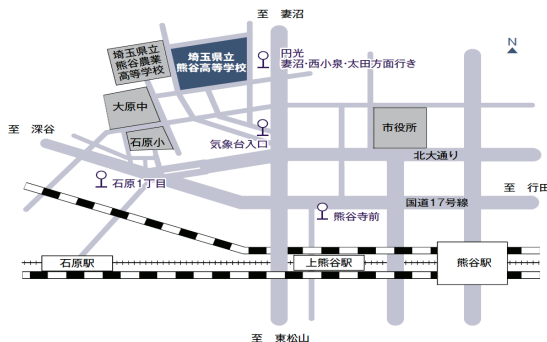 至　妻沼
N
埼玉県立
熊谷農業
高等学校
埼玉県立
熊谷高等学校
円光
妻沼・西小泉・太田方面行き
大原中
石原小
至　深谷
気象台入口
市役所
北大通り
石原1丁目
至　行田
国道17号線
熊谷寺前
石原駅
上熊谷駅
熊谷駅
至　東松山